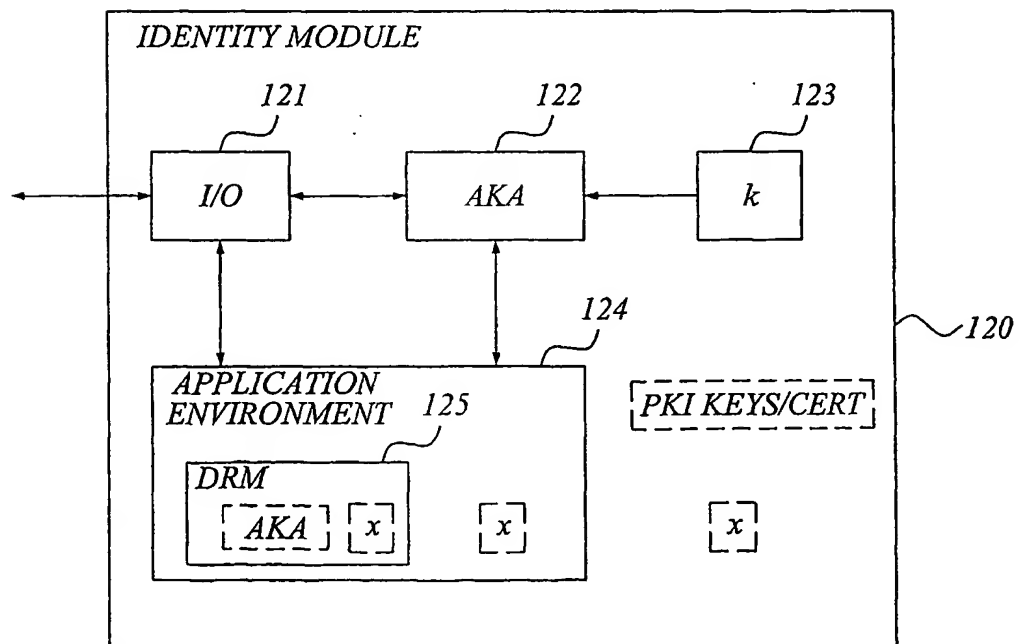 IDENTITY MODULE
121
122
123
I/O
AKA
k
124
120
APPLICATION
ENVIRONMENT
125
PKI KEYS/CERT
DRM
AKA
x
x
x